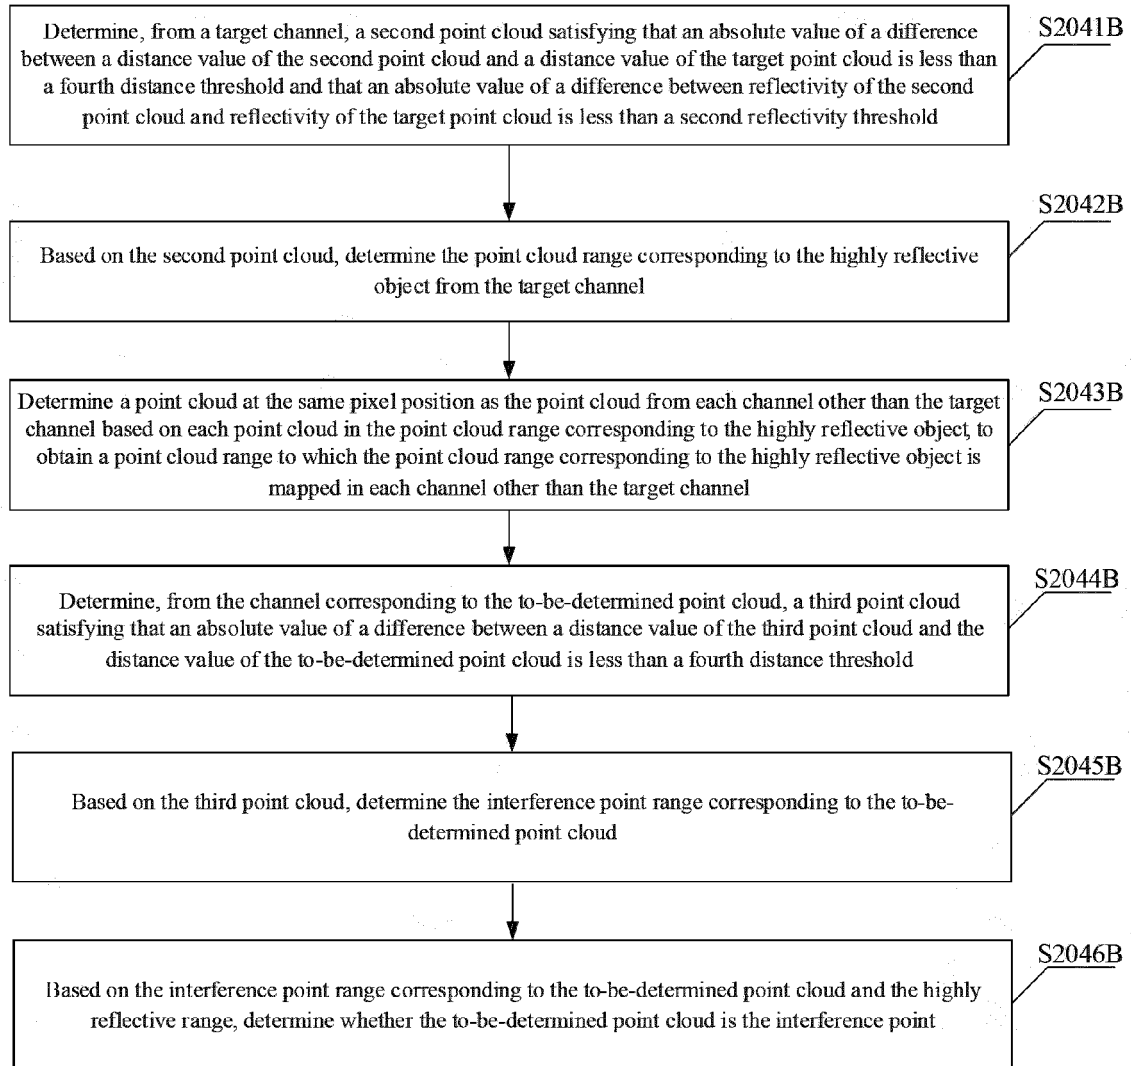 Determine, from a target channel, a second point cloud satisfying that an absolute value of a difference
between a distance value of the second point cloud and a distance value of the target point cloud is less than
a fourth distance threshold and that an absolute value of a difference between reflectivity of the second
point cloud and reflectivity of the target point cloud is less than a second reflectivity threshold
S2041B
Based on the second point cloud, determine the point cloud range corresponding to the highly reflective
object from the target channel
S2042B
Determine a point cloud at the same pixel position as the point cloud from each channel other than the target
channel based on each point cloud in the point cloud range corresponding to the highly reflective object, to
obtain a point cloud range to which the point cloud range corresponding to the highly reflective object is
mapped in each channel other than the target channel
S2043B
Determine, from the channel corresponding to the to-be-determined point cloud, a third point cloud
satisfying that an absolute value of a difference between a distance value of the third point cloud and the
distance value of the to-be-determined point cloud is less than a fourth distance threshold
S2044B
Based on the third point cloud, determine the interference point range corresponding to the to-be-
determined point cloud
S2045B
Based on the interference point range corresponding to the to-be-determined point cloud and the highly
reflective range, determine whether the to-be-determined point cloud is the interference point
S2046B